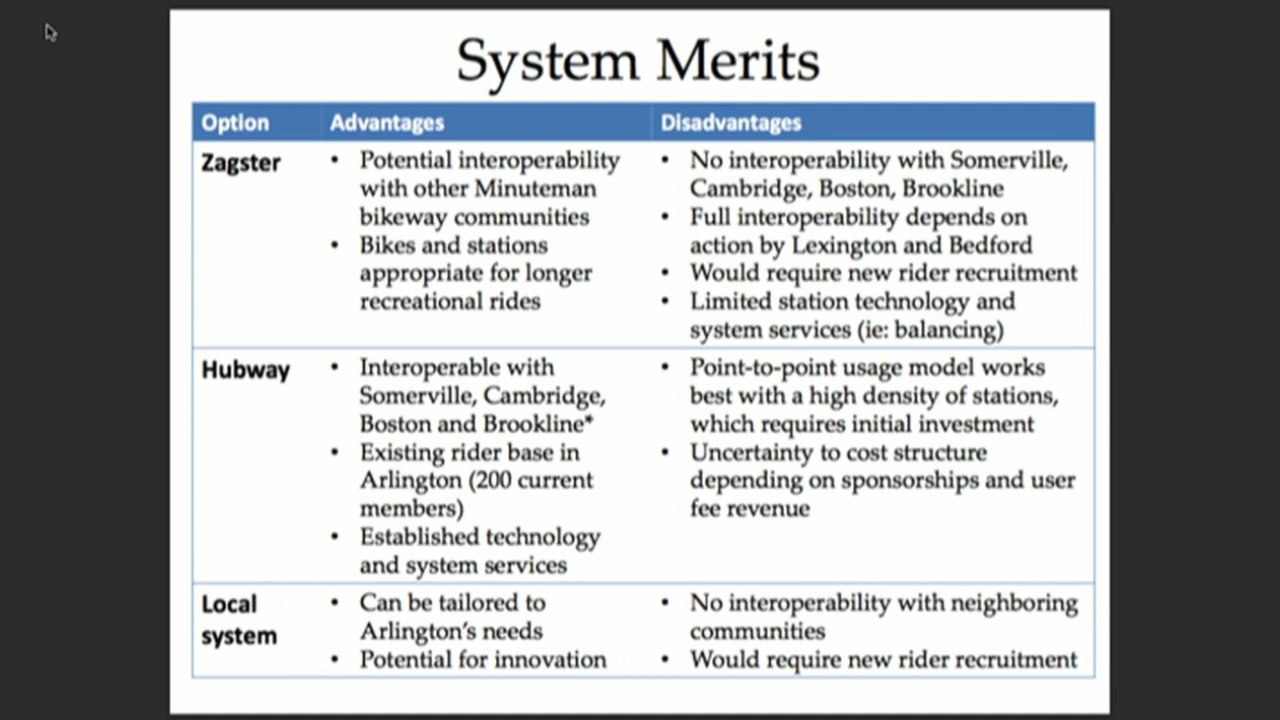 System Merits
Option Advantages Disadvantages
Zagster
• Potential interoperability
with other Minuteman
bikeway communities
• Bikes and stations
appropriate for longer
recreational rides
• No interoperability with Somerville,
Cambridge, Boston, Brookline
• Full interoperability depends on
action by Lexington and Bedford
• Would require new rider recruitment
• Limited station technology and
system services (ie: balancing)
Hubway
• Interoperable with
Somerville, Cambridge,
Boston and Brookline*
• Existing rider base in
Arlington (200 current
members)
• Established technology
and system services
• Point-to-point usage model works
best with a high density of stations,
which requires initial investment
• Uncertainty to cost structure
depending on sponsorships and user
fee revenue
Local
system
• Can be tailored to
Arlington's needs
• Potential for innovation
• No interoperability with neighboring
communities
• Would require new rider recruitment